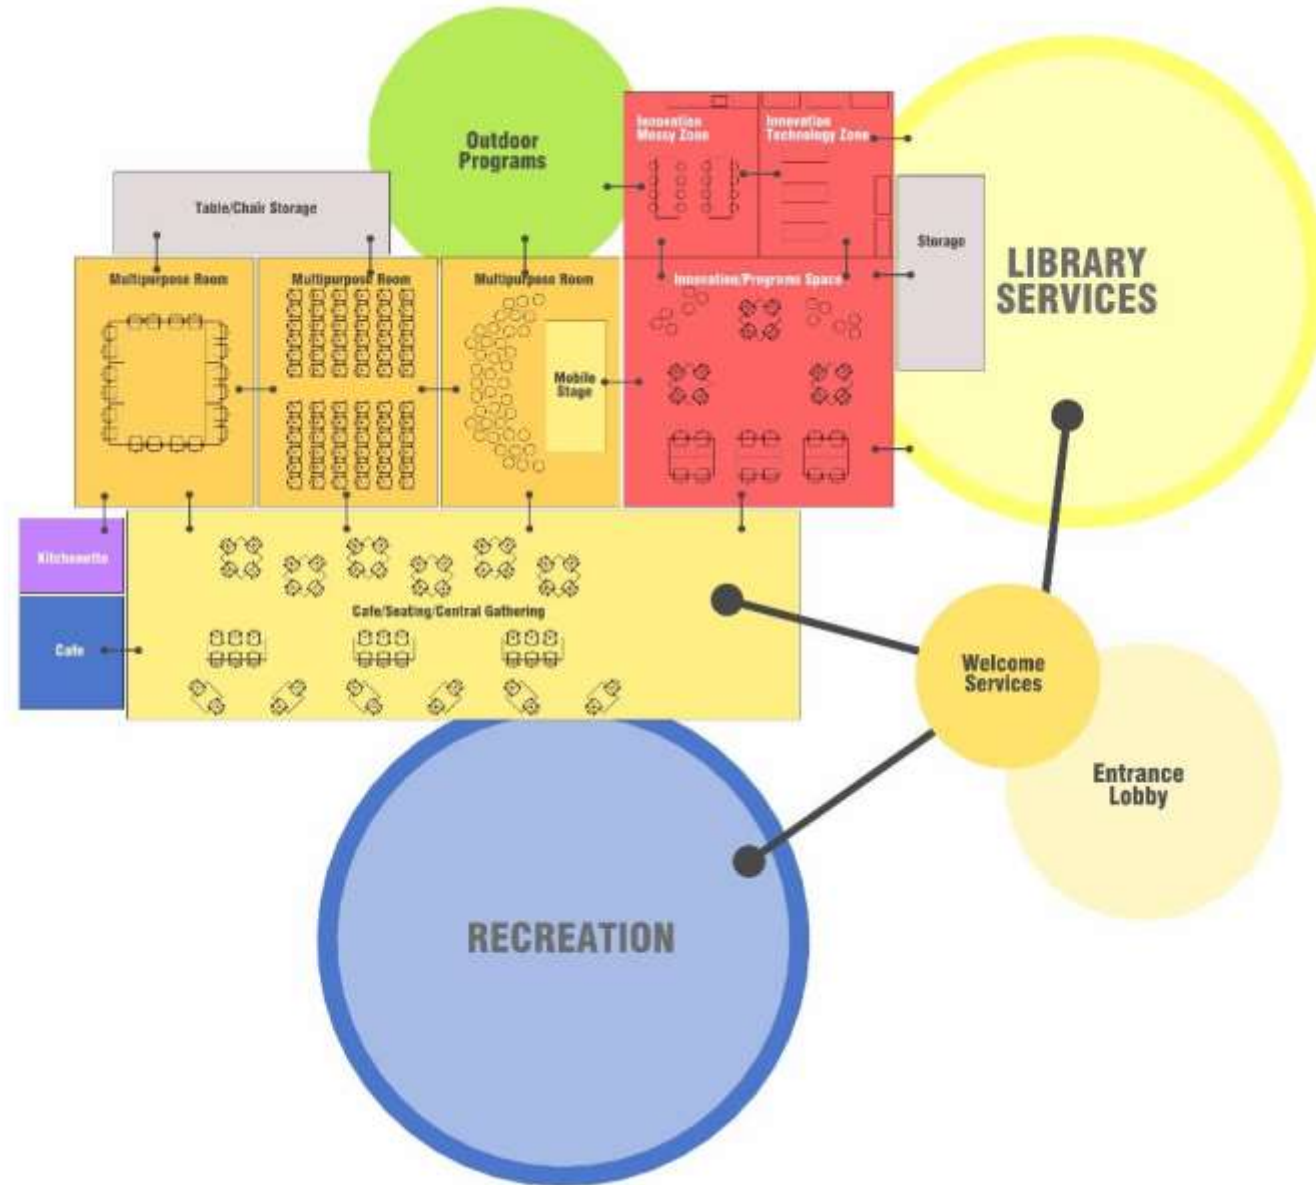 Outdoor
Programs
Innovation
Messy Zone
Innovation
Technology Zone
Table/Chair Storage
Storage
LIBRARY
SERVICES
Multipurpose Room
Multipurpose Room
Multipurpose Room
Innovation/Programs Space
Mobile
Stage
Kitchenette
Cafe/Seating/Central Gathering
Cafe
Welcome
Services
Entrance
Lobby
RECREATION